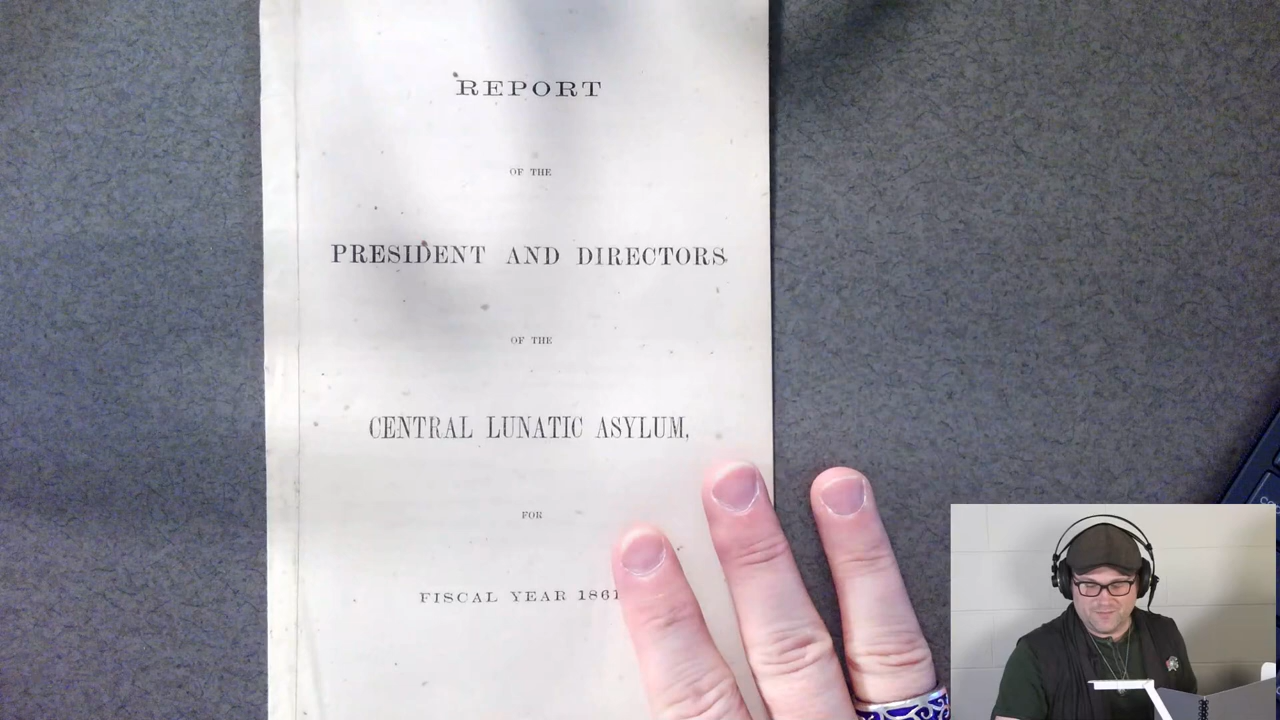 REPORT
OF THE
PRESIDENT AND DIRECTORS
OF THE
CENTRAL LUNATIC ASYLUM,
FOR
FISCAL YEAR 1861